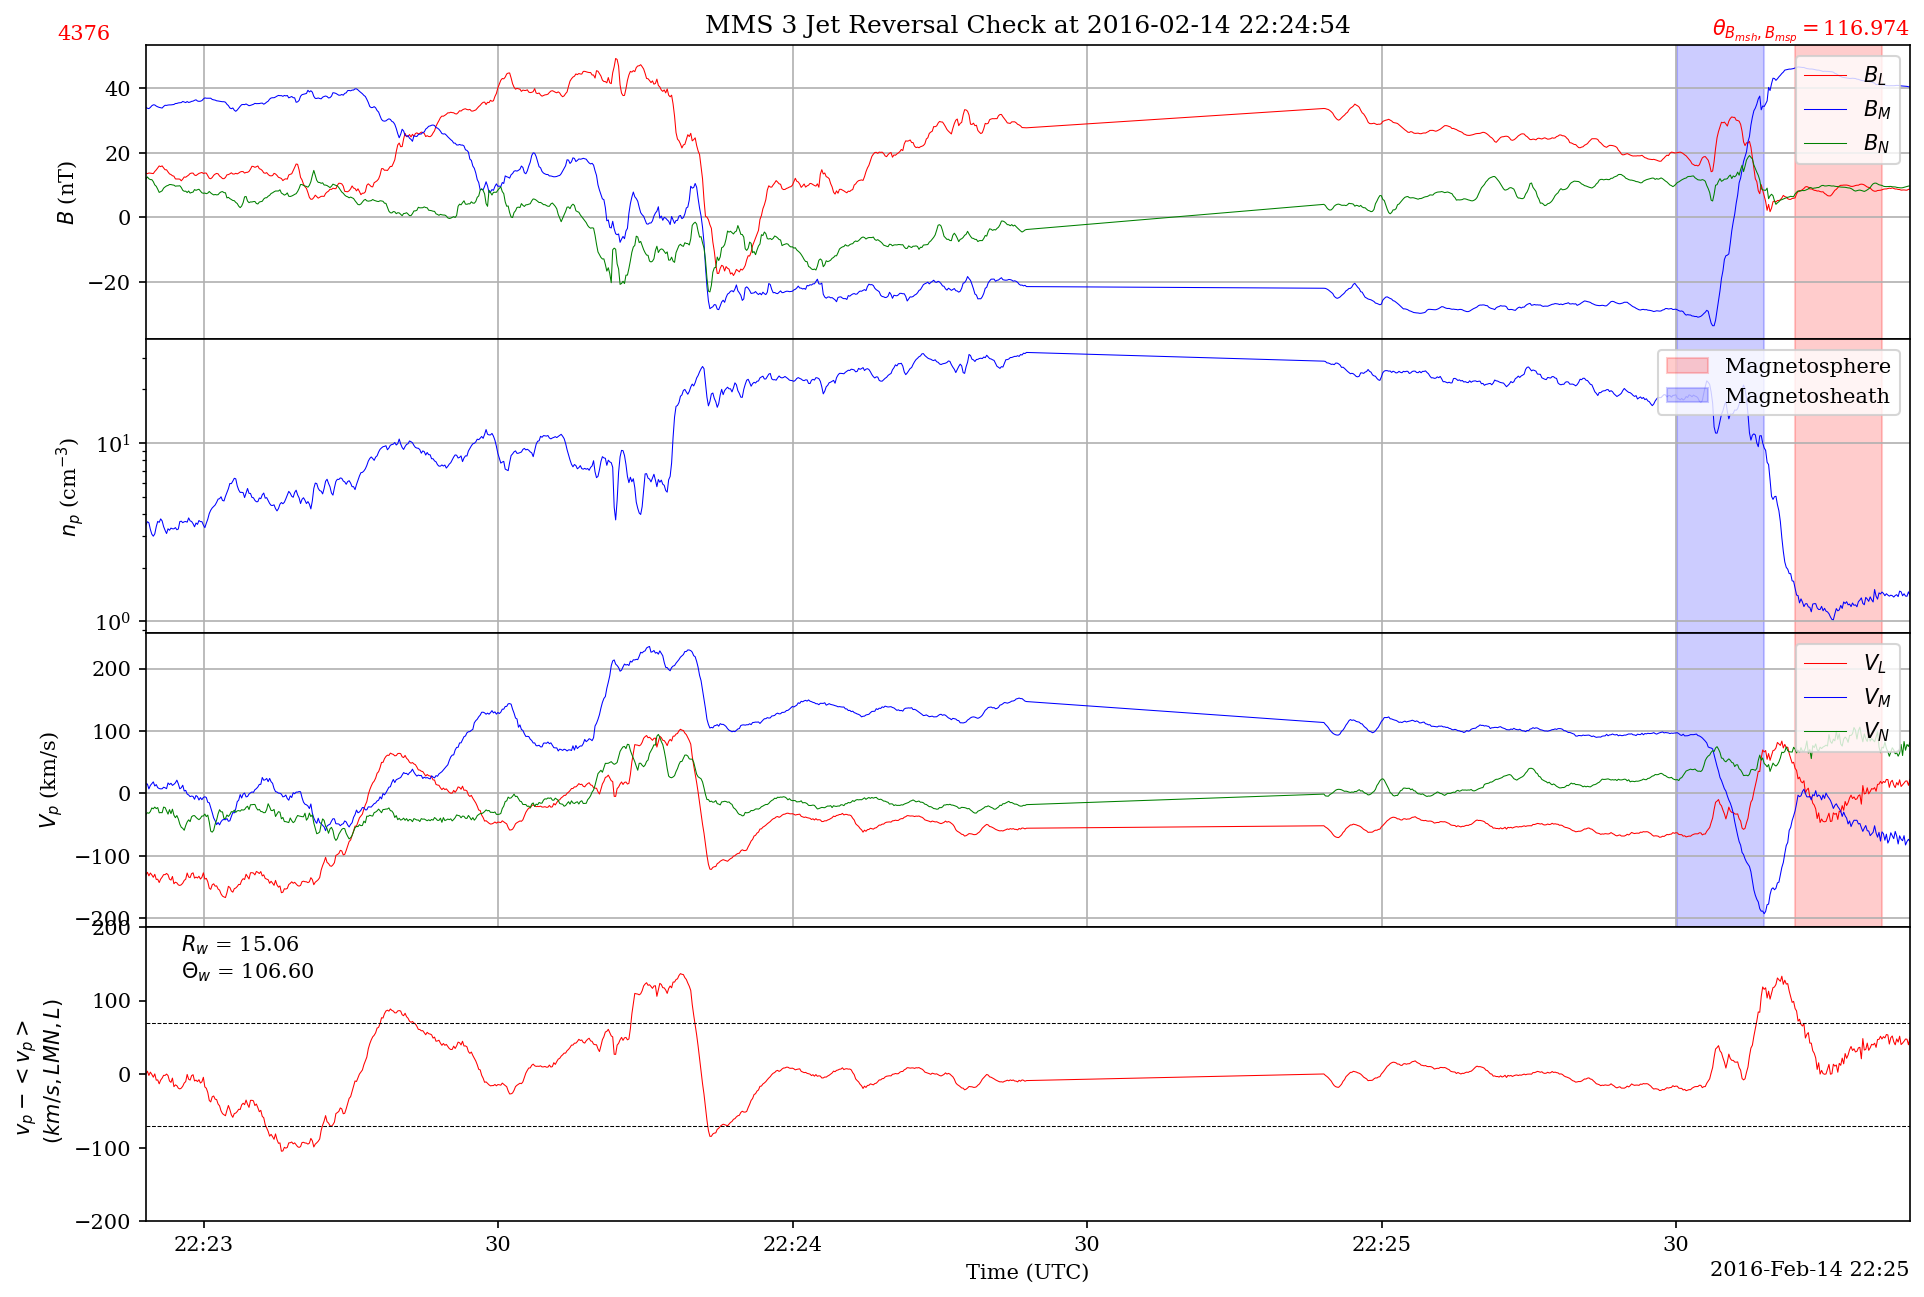 MMS 3 Jet Reversal Check at 2016-02-14 22:24:54
4376
θ_{B_{msh}, B_{msp}} = 116.974
40
20
0
−20
B (nT)
B_L
B_M
B_N
10^1
10^0
n_p (cm^{−3})
Magnetosphere
Magnetosheath
200
100
0
−100
−200
V_p (km/s)
V_L
V_M
V_N
200
100
0
−100
−200
v_p − < v_p >
(km/s, LMN, L)
R_w = 15.06
Θ_w = 106.60
22:23 30 22:24 30 22:25 30
Time (UTC)
2016-Feb-14 22:25